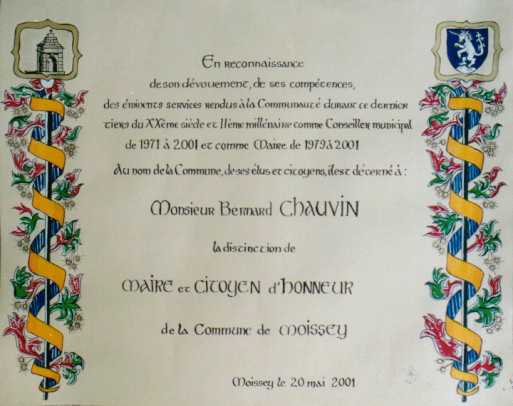 En reconnaissance
de son dévouement, de ses compétences,
des éminents services rendus à la Communauté durant ce dernier
tiers du XXème siècle et IIème millénaire comme Conseiller municipal
de 1971 à 2001 et comme Maire de 1979 à 2001
Au nom de la Commune, de ses élus et citoyens, il est décerné à :
Monsieur Bernard CHAUVIN
la distinction de
MAIRE et CITOYEN d'HONNEUR
de la Commune de MOISSEY
Moissey le 20 mai 2001